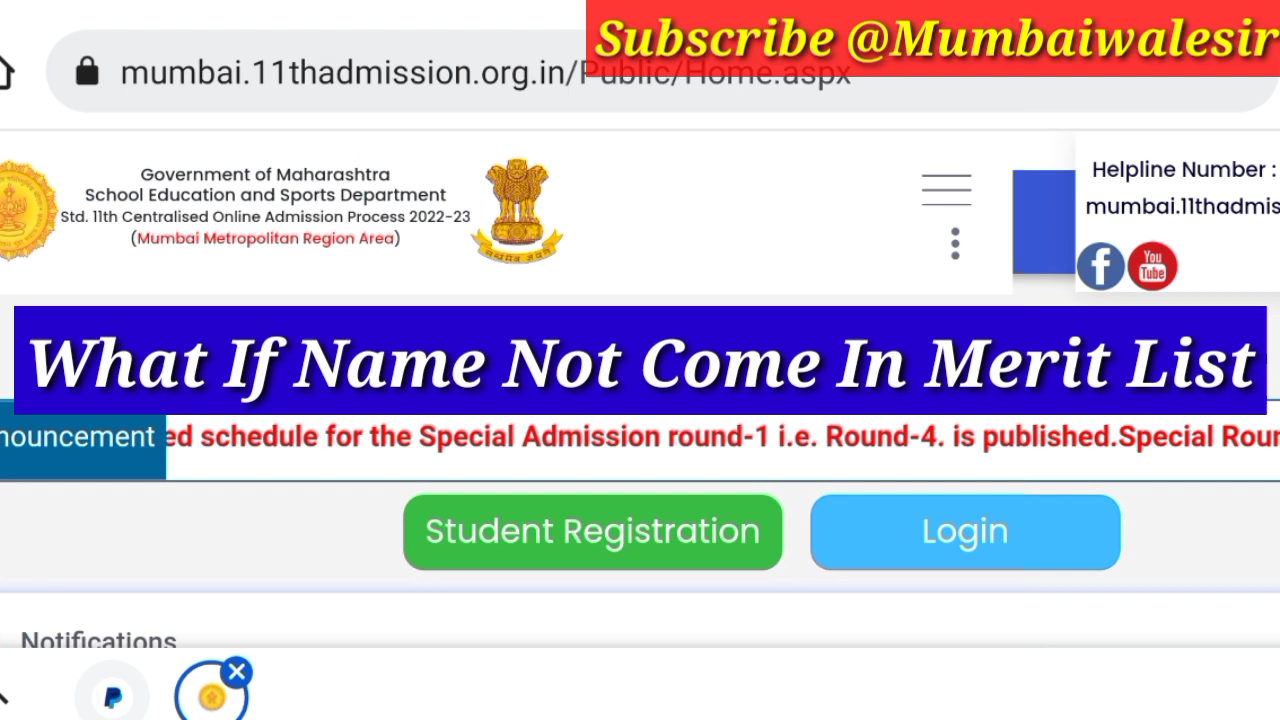 Subscribe @Mumbaiwalesir
mumbai.11thadmission.org.in/Public/Home.aspx
Government of Maharashtra
School Education and Sports Department
Std. 11th Centralised Online Admission Process 2022-23
(Mumbai Metropolitan Region Area)
Helpline Number :
mumbai.11thadmis
You
Tube
What If Name Not Come In Merit List
nouncement ed schedule for the Special Admission round-1 i.e. Round-4. is published.Special Roun
Student Registration Login
Notifications